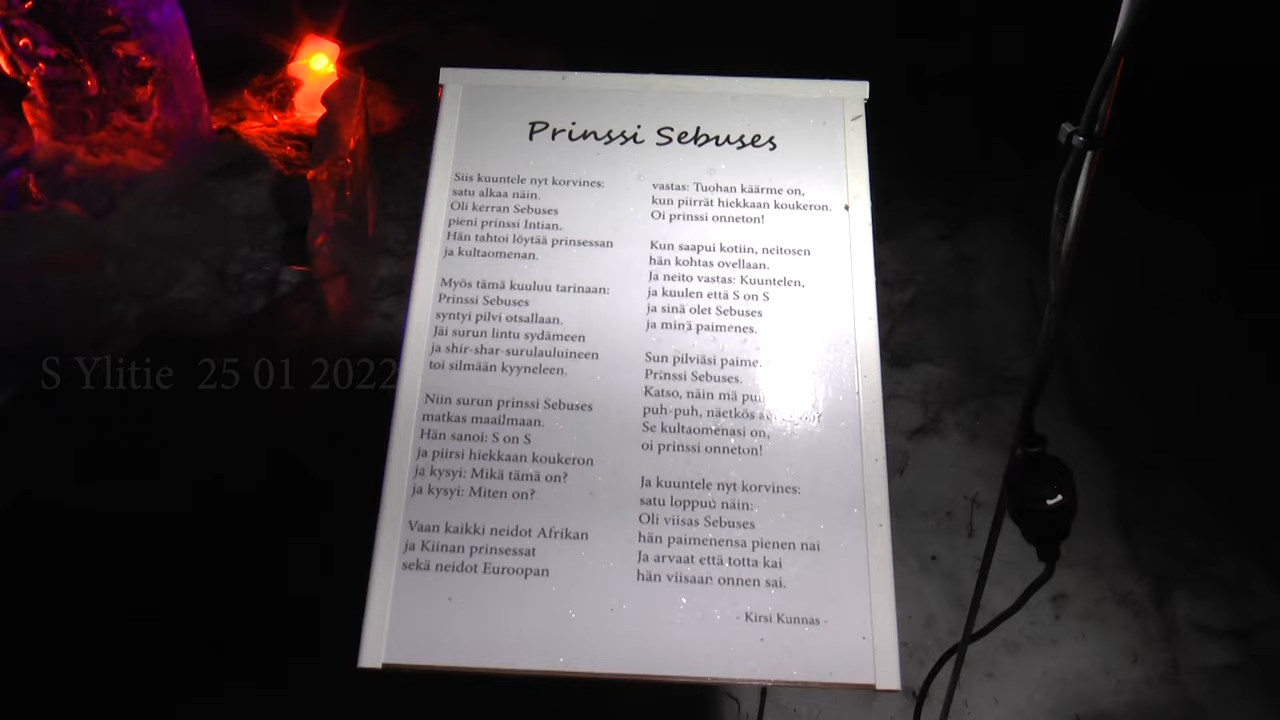 Prinssi Sebuses
Siis kuuntele nyt korvines:
satu alkaa näin.
Oli kerran Sebuses
pieni prinssi Intian.
Hän tahtoi löytää prinsessan
ja kultaomenan.
Myös tämä kuuluu tarinaan:
Prinssi Sebuses
syntyi pilvi otsallaan.
Jäi surun lintu sydämeen
ja shir-shar-surulauluineen
toi silmään kyyneleen.
Niin surun prinssi Sebuses
matkas maailmaan.
Hän sanoi: S on S
ja piirsi hiekkaan koukeron
ja kysyi: Mikä tämä on?
ja kysyi: Miten on?
Vaan kaikki neidot Afrikan
ja Kiinan prinsessat
sekä neidot Euroopan
vastas: Tuohan käärme on,
kun piirrät hiekkaan koukeron.
Oi prinssi onneton!
Kun saapui kotiin, neitosen
hän kohtas ovellaan.
Ja neito vastas: Kuuntelen,
ja kuulen että S on S
ja sinä olet Sebuses
ja minä paimenes.
Sun pilviäsi paime.
Prinssi Sebuses.
Katso, näin mä
puh-puh, näetkös
Se kultaomenasi on,
oi prinssi onneton!
Ja kuuntele nyt korvines:
satu loppuu näin:
Oli viisas Sebuses
hän paimenensa pienen nai
Ja arvaat että totta kai
hän viisaan onnen sai.
- Kirsi Kunnas -
S Ylitie 25 01 2022